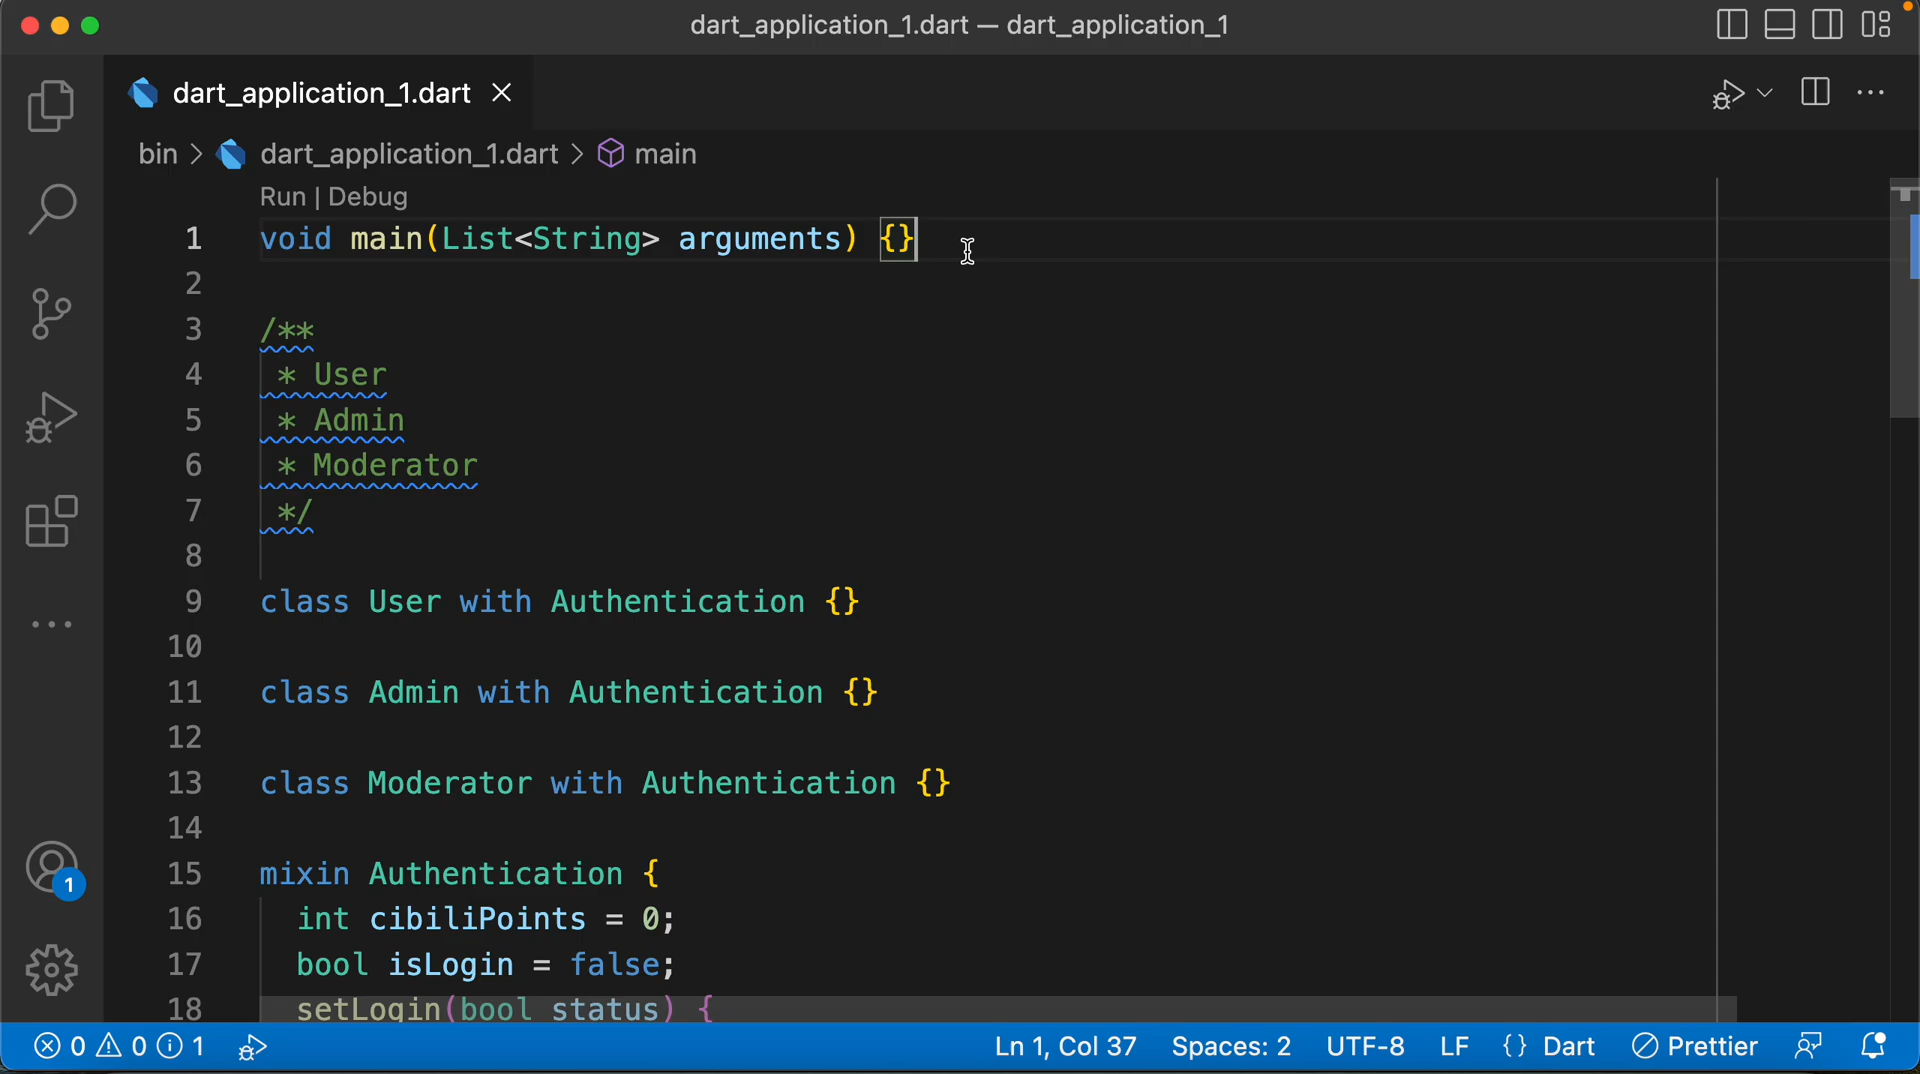 dart_application_1.dart — dart_application_1
dart_application_1.dart
bin > dart_application_1.dart > main
Run | Debug
1 void main(List<String> arguments) {}
2
3 /**
4  * User
5  * Admin
6  * Moderator
7  */
8
9 class User with Authentication {}
10
11 class Admin with Authentication {}
12
13 class Moderator with Authentication {}
14
15 mixin Authentication {
16   int cibiliPoints = 0;
17   bool isLogin = false;
18   setLogin(bool status) {
1
0 0 1 Ln 1, Col 37 Spaces: 2 UTF-8 LF {} Dart Prettier